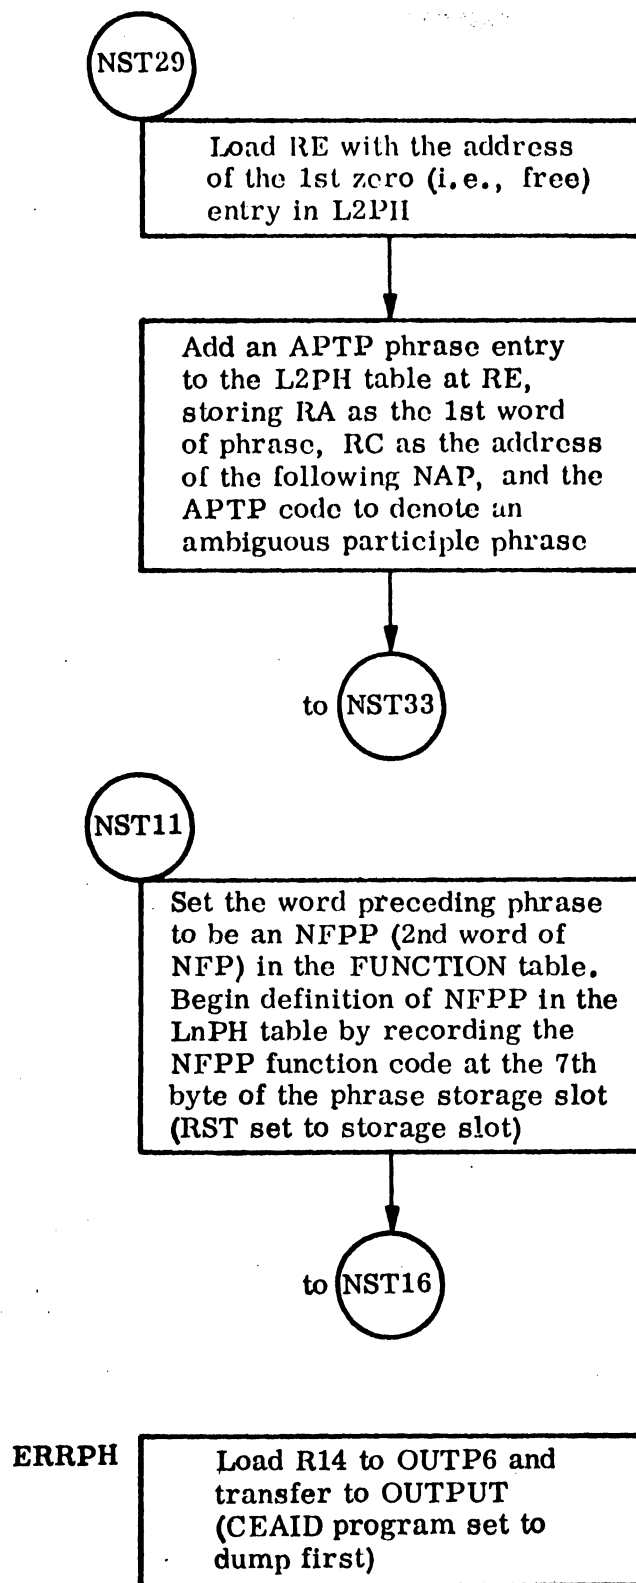 NST29
Load RE with the address
of the 1st zero (i.e., free)
entry in L2PH
Add an APTP phrase entry
to the L2PH table at RE,
storing RA as the 1st word
of phrase, RC as the address
of the following NAP, and the
APTP code to denote an
ambiguous participle phrase
to NST33
NST11
Set the word preceding phrase
to be an NFPP (2nd word of
NFP) in the FUNCTION table.
Begin definition of NFPP in the
LnPH table by recording the
NFPP function code at the 7th
byte of the phrase storage slot
(RST set to storage slot)
to NST16
ERRPH
Load R14 to OUTP6 and
transfer to OUTPUT
(CEAID program set to
dump first)